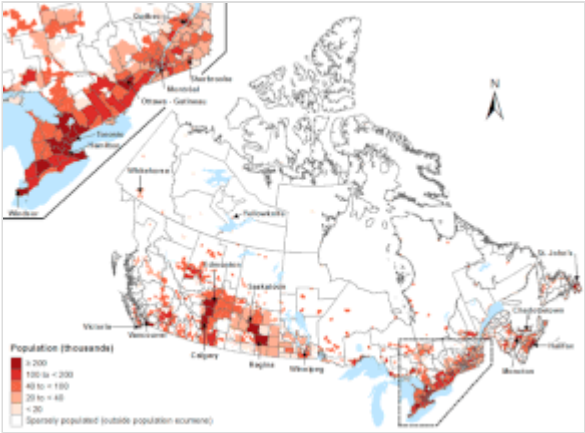 Québec
Sherbrooke
Montréal
Ottawa - Gatineau
Toronto
Hamilton
Windsor
N
Whitehorse
Yellowknife
Edmonton
Saskatoon
St. John's
Charlottetown
Victoria
Vancouver
Calgary
Regina
Winnipeg
Halifax
Moncton
Population (thousands)
≥ 200
100 to < 200
40 to < 100
20 to < 40
< 20
Sparsely populated (outside population ecumene)